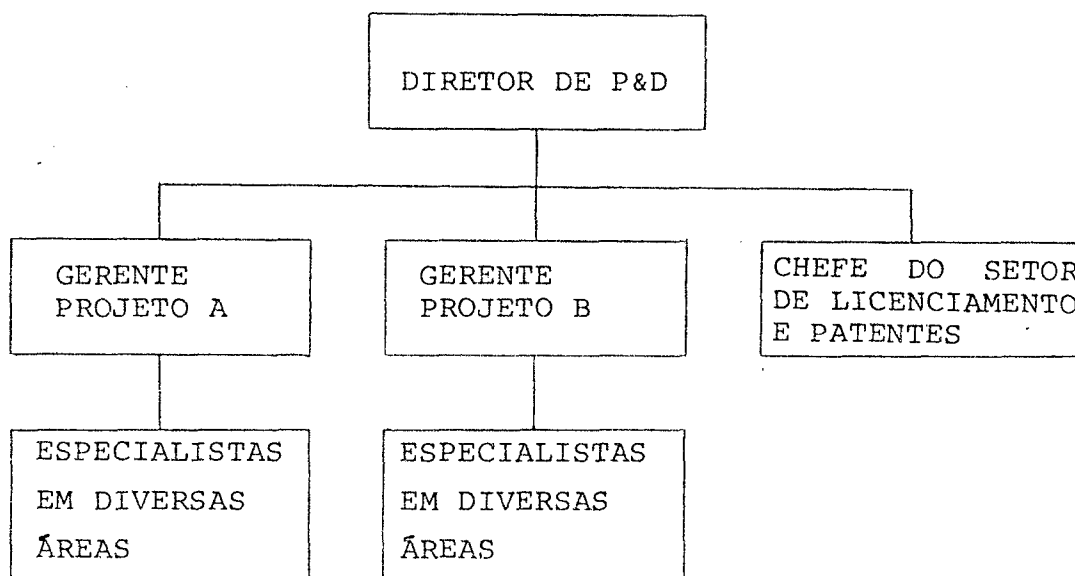 DIRETOR DE P&D
GERENTE
PROJETO A
GERENTE
PROJETO B
CHEFE DO SETOR
DE LICENCIAMENTO
E PATENTES
ESPECIALISTAS
EM DIVERSAS
ÁREAS
ESPECIALISTAS
EM DIVERSAS
ÁREAS